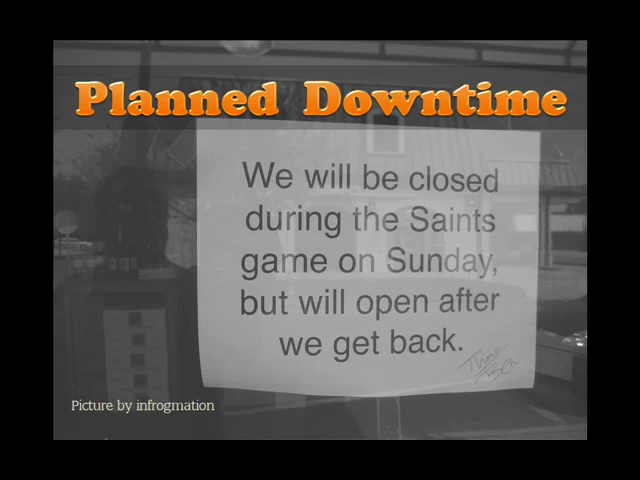 Planned Downtime
We will be closed
during the Saints
game on Sunday,
but will open after
we get back.
Picture by infrogmation